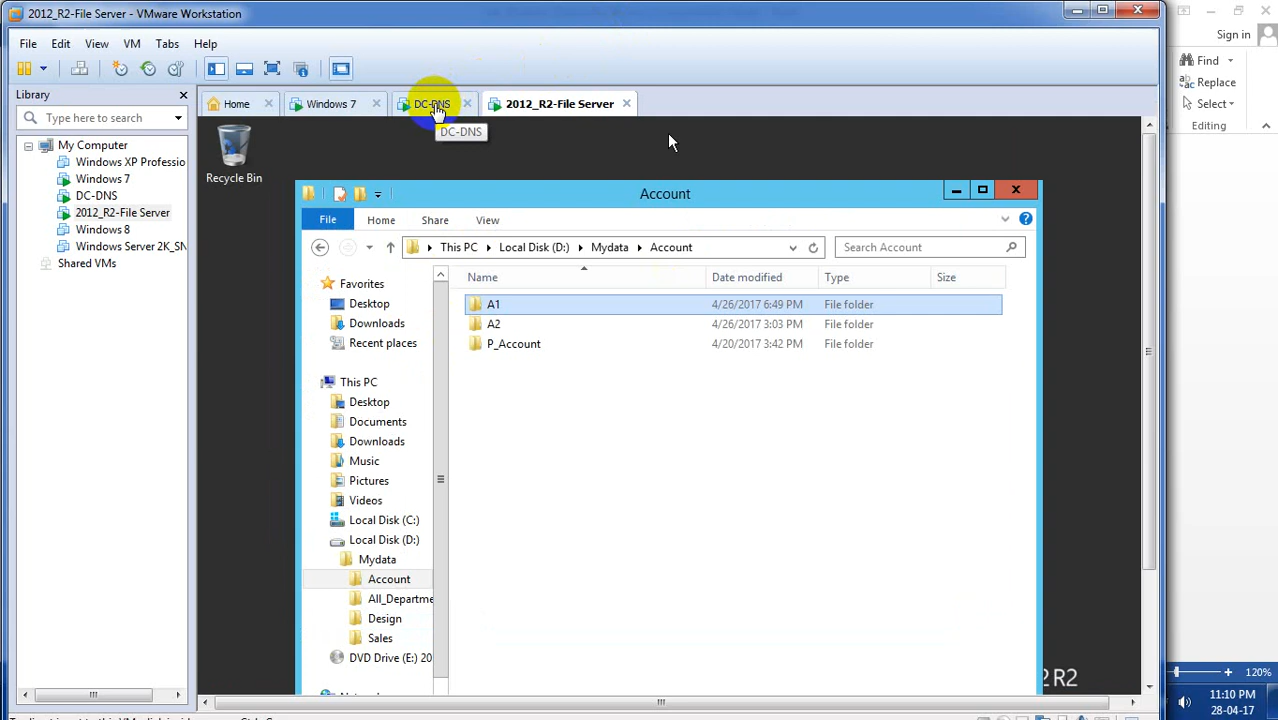 2012_R2-File Server - VMware Workstation
File Edit View VM Tabs Help
Library
Type here to search
My Computer
Windows XP Professio
Windows 7
DC-DNS
2012_R2-File Server
Windows 8
Windows Server 2K_SN
Shared VMs
Home Windows 7 DC-DNS 2012_R2-File Server
DC-DNS
Recycle Bin
Account
File Home Share View
This PC Local Disk (D:) Mydata Account
Search Account
Favorites
Desktop
Downloads
Recent places
This PC
Desktop
Documents
Downloads
Music
Pictures
Videos
Local Disk (C:)
Local Disk (D:)
Mydata
Account
All_Departme
Design
Sales
DVD Drive (E:) 20
Name Date modified Type Size
A1 4/26/2017 6:49 PM File folder
A2 4/26/2017 3:03 PM File folder
P_Account 4/20/2017 3:42 PM File folder
R2
Sign in
Find
Replace
Select
Editing
120%
11:10 PM
28-04-17